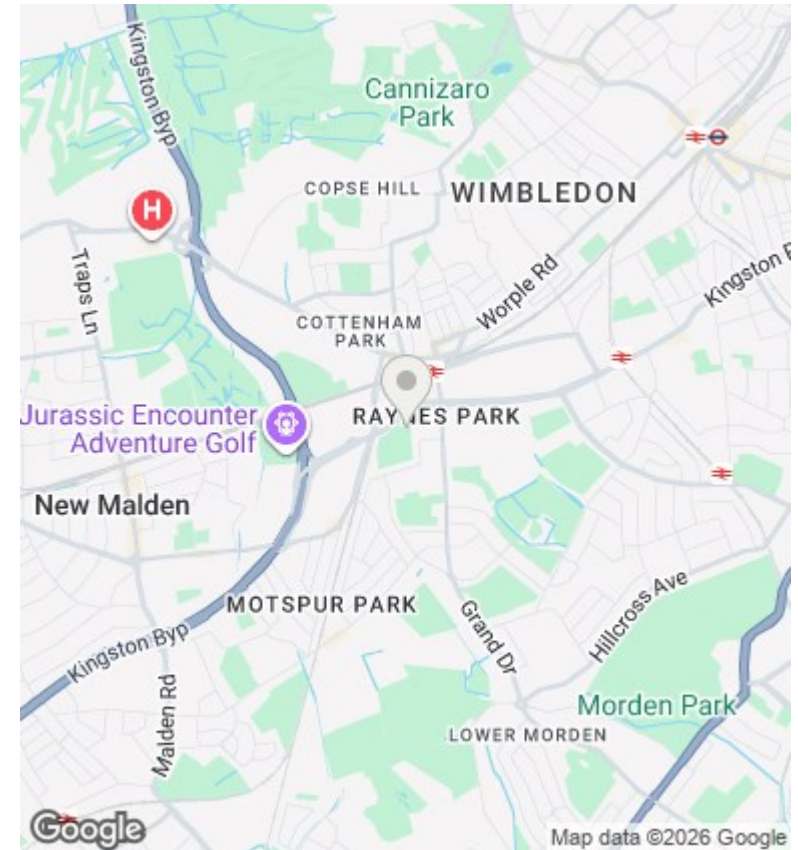 Kingston Byp
Cannizaro
Park
COPSE HILL
WIMBLEDON
H
Traps Ln
Worple Rd
Kingston
COTTENHAM
PARK
Jurassic Encounter
Adventure Golf
RAYNES PARK
New Malden
MOTSPUR PARK
Kingston Byp
Grand Dr
Hillcross Ave
Malden Rd
Morden Park
LOWER MORDEN
Google
Map data ©2026 Google